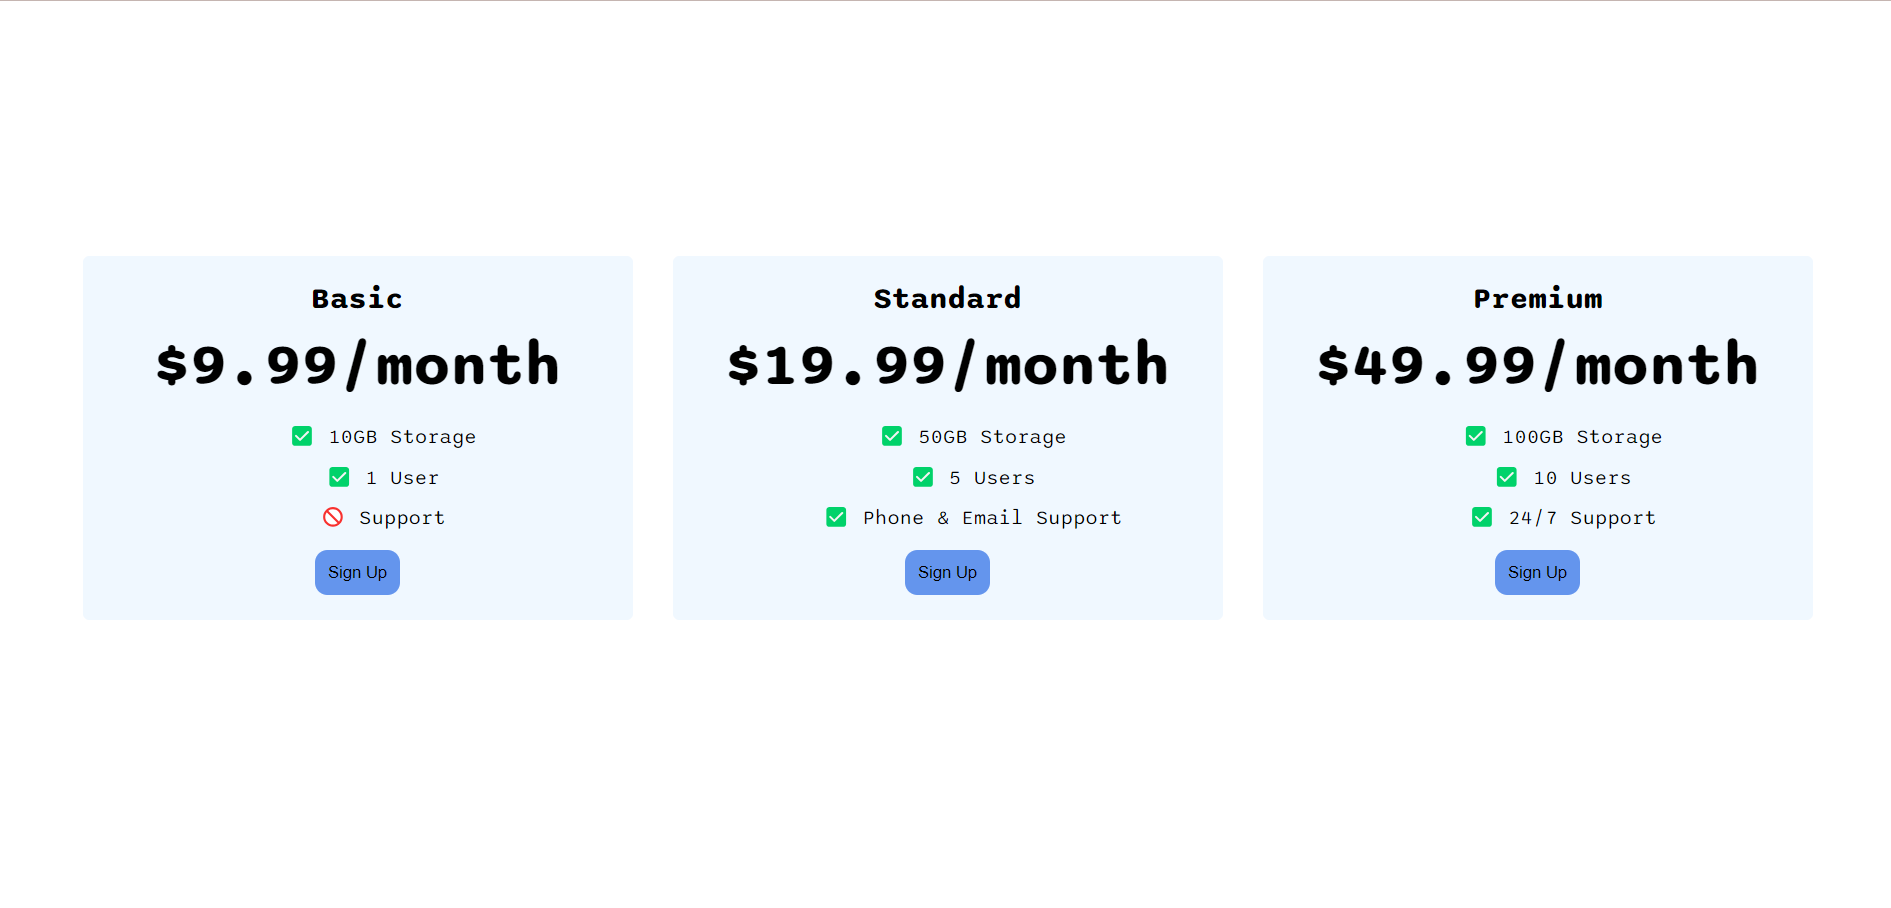 Basic
$9.99/month
✅ 10GB Storage
✅ 1 User
🚫 Support
Sign Up
Standard
$19.99/month
✅ 50GB Storage
✅ 5 Users
✅ Phone & Email Support
Sign Up
Premium
$49.99/month
✅ 100GB Storage
✅ 10 Users
✅ 24/7 Support
Sign Up